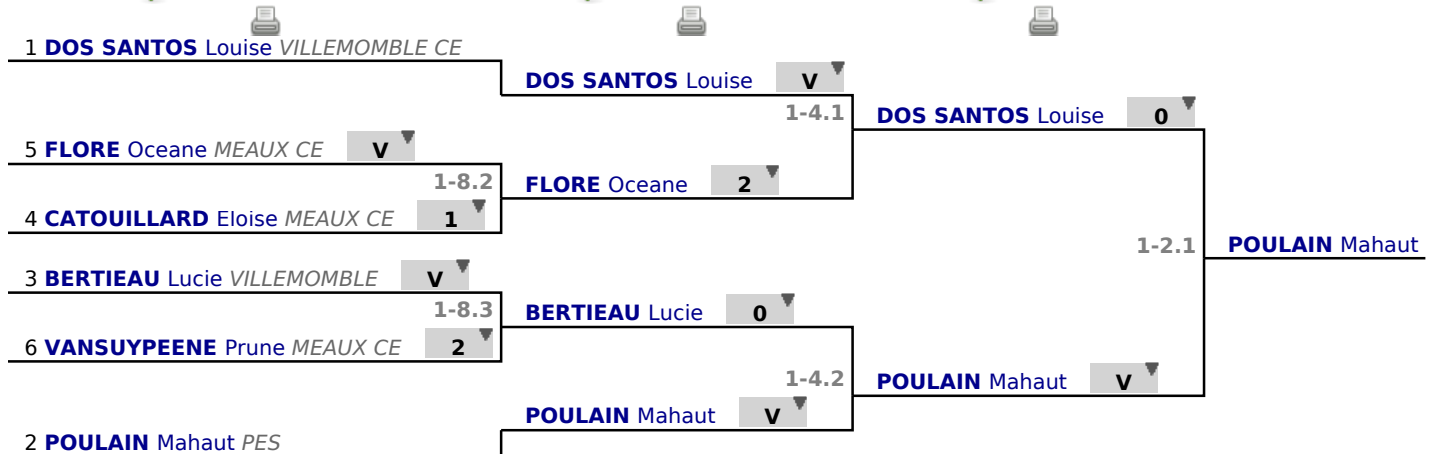 1 DOS SANTOS Louise VILLEMOMBLE CE
DOS SANTOS Louise V
1-4.1
DOS SANTOS Louise 0
5 FLORE Oceane MEAUX CE V
1-8.2
FLORE Oceane 2
4 CATOUILLARD Eloise MEAUX CE 1
1-2.1
POULAIN Mahaut
3 BERTIEAU Lucie VILLEMOMBLE V
1-8.3
BERTIEAU Lucie 0
6 VANSUYPEENE Prune MEAUX CE 2
1-4.2
POULAIN Mahaut V
POULAIN Mahaut V
2 POULAIN Mahaut PES